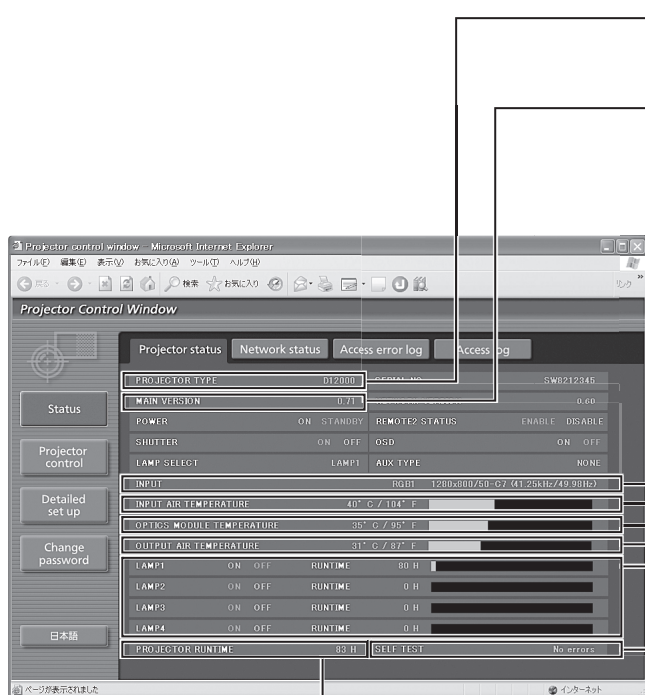 Projector control window - Microsoft Internet Explorer
ファイル(F) 編集(E) 表示(V) お気に入り(A) ツール(T) ヘルプ(H)
戻る 検索 お気に入り リンク »
Projector Control Window
Projector status Network status Access error log Access log
Status
Projector control
Detailed set up
Change password
日本語
PROJECTOR TYPE D12000 SERIAL NO SW8212345
MAIN VERSION 0.71 0.60
POWER ON STANDBY REMOTE2 STATUS ENABLE DISABLE
SHUTTER ON OFF OSD ON OFF
LAMP SELECT LAMP1 AUX TYPE NONE
INPUT RGB1 1280x800/50-G7 (41.25kHz/49.98Hz)
INPUT AIR TEMPERATURE 40° C / 104° F
OPTICS MODULE TEMPERATURE 35° C / 95° F
OUTPUT AIR TEMPERATURE 31° C / 87° F
LAMP1 ON OFF RUNTIME 80 H
LAMP2 ON OFF RUNTIME 0 H
LAMP3 ON OFF RUNTIME 0 H
LAMP4 ON OFF RUNTIME 0 H
PROJECTOR RUNTIME 83 H SELF TEST No errors
ページが表示されました インターネット